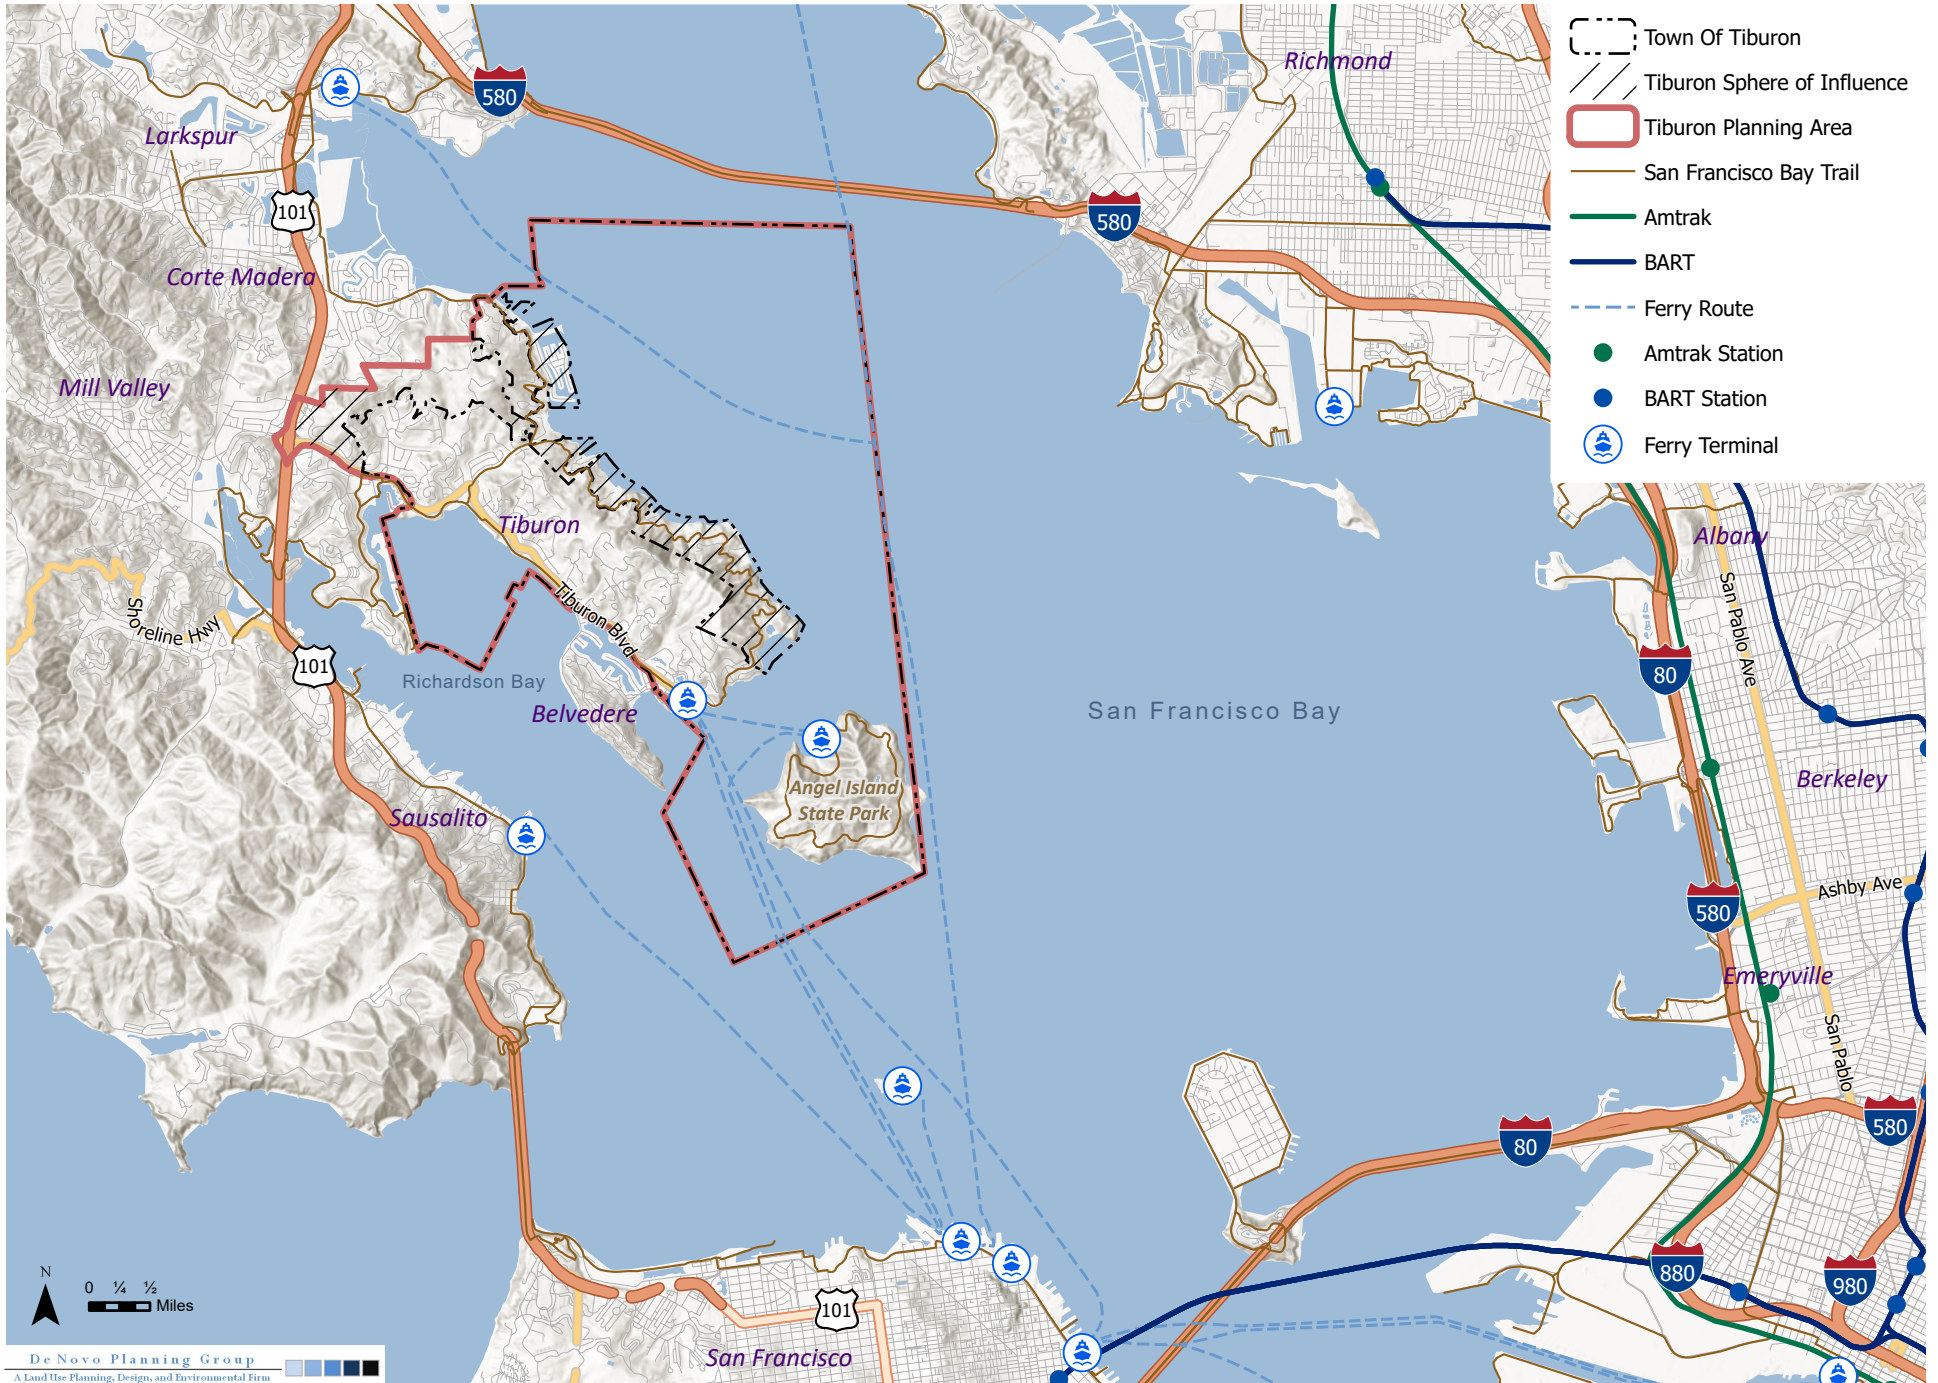 Town Of Tiburon
Tiburon Sphere of Influence
Tiburon Planning Area
San Francisco Bay Trail
Amtrak
BART
Ferry Route
Amtrak Station
BART Station
Ferry Terminal
Richmond
580
Larkspur
101
580
Corte Madera
Mill Valley
Tiburon
Albany
San Pablo Ave
Tiburon Blvd
Shoreline Hwy
101
80
Richardson Bay
Belvedere
San Francisco Bay
Berkeley
Angel Island
State Park
Sausalito
Ashby Ave
580
Emeryville
San Pablo
580
80
880
980
N
0 ¼ ½
Miles
101
San Francisco
De Novo Planning Group
A Land Use Planning, Design, and Environmental Firm